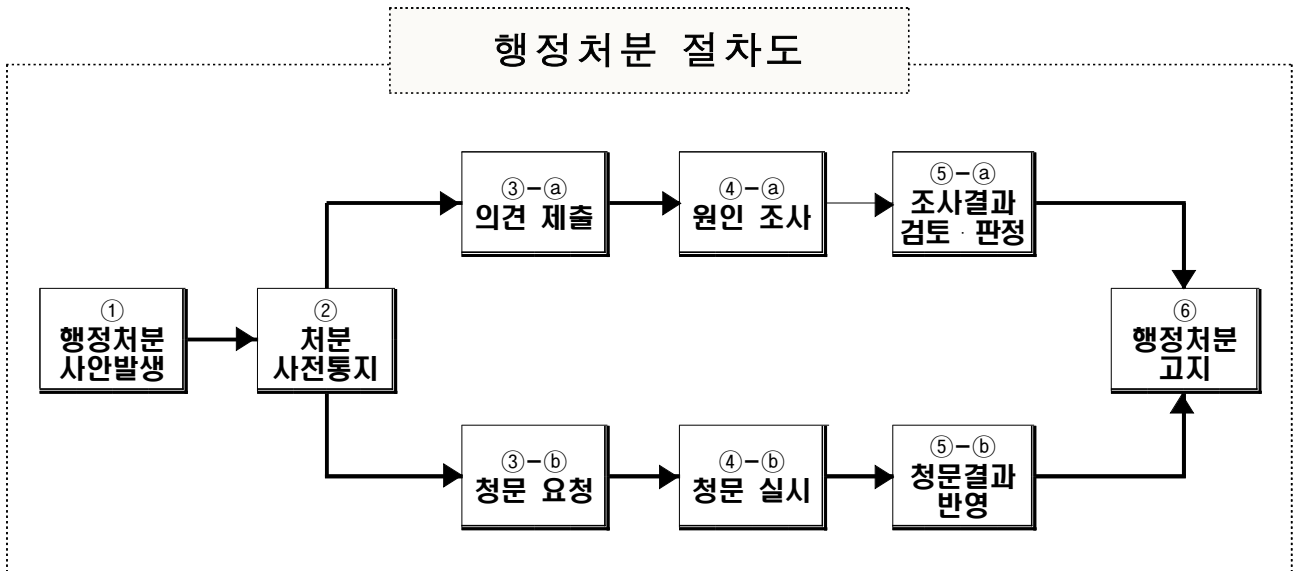 행정처분 절차도
③-ⓐ
의견 제출
④-ⓐ
원인 조사
⑤-ⓐ
조사결과
검토 · 판정
①
행정처분
사안발생
②
처분
사전통지
⑥
행정처분
고지
③-ⓑ
청문 요청
④-ⓑ
청문 실시
⑤-ⓑ
청문결과
반영